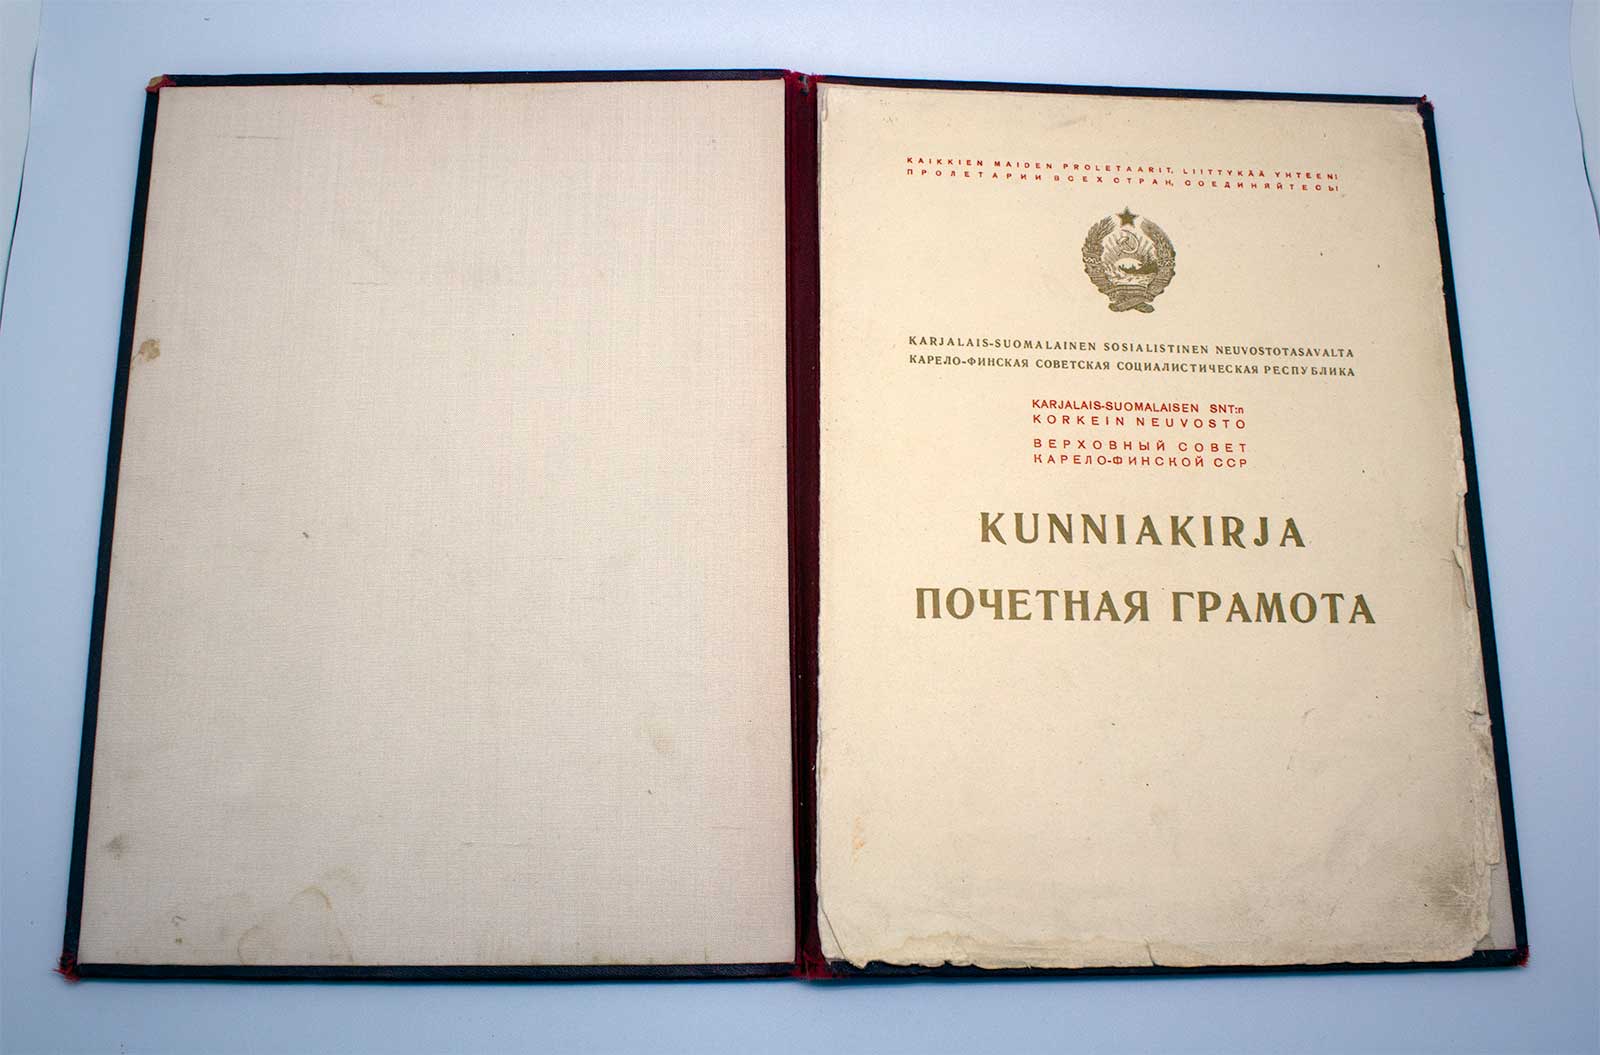 KAIKKIEN MAIDEN PROLETAARIT, LIITTYKÄÄ YHTEEN!
ПРОЛЕТАРИИ ВСЕХ СТРАН, СОЕДИНЯЙТЕСЬ!
KARJALAIS-SUOMALAINEN SOSIALISTINEN NEUVOSTOTASAVALTA
КАРЕЛО-ФИНСКАЯ СОВЕТСКАЯ СОЦИАЛИСТИЧЕСКАЯ РЕСПУБЛИКА
KARJALAIS-SUOMALAISEN SNT:n
KORKEIN NEUVOSTO
ВЕРХОВНЫЙ СОВЕТ
КАРЕЛО-ФИНСКОЙ ССР
KUNNIAKIRJA
ПОЧЕТНАЯ ГРАМОТА